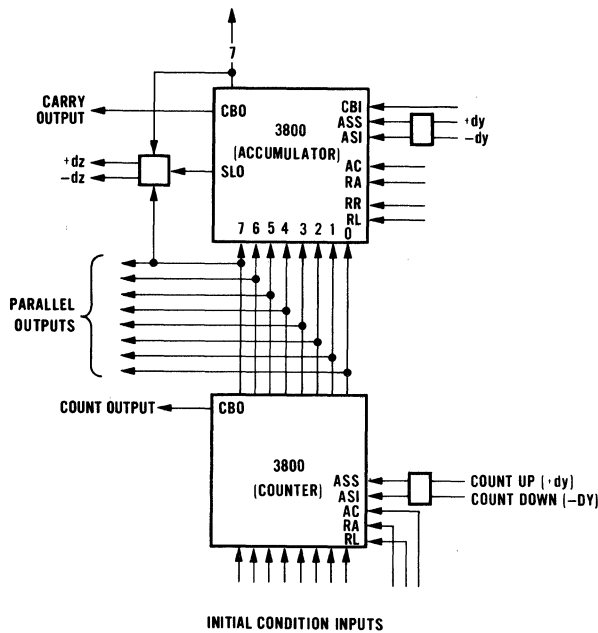 7
CARRY
OUTPUT
CBO
3800
(ACCUMULATOR)
CBI
ASS
ASI
+dy
−dy
AC
RA
RR
RL
+dz
−dz
SLO
7 6 5 4 3 2 1 0
PARALLEL
OUTPUTS
COUNT OUTPUT
CBO
3800
(COUNTER)
ASS
ASI
AC
RA
RL
COUNT UP (+dy)
COUNT DOWN (−DY)
INITIAL CONDITION INPUTS